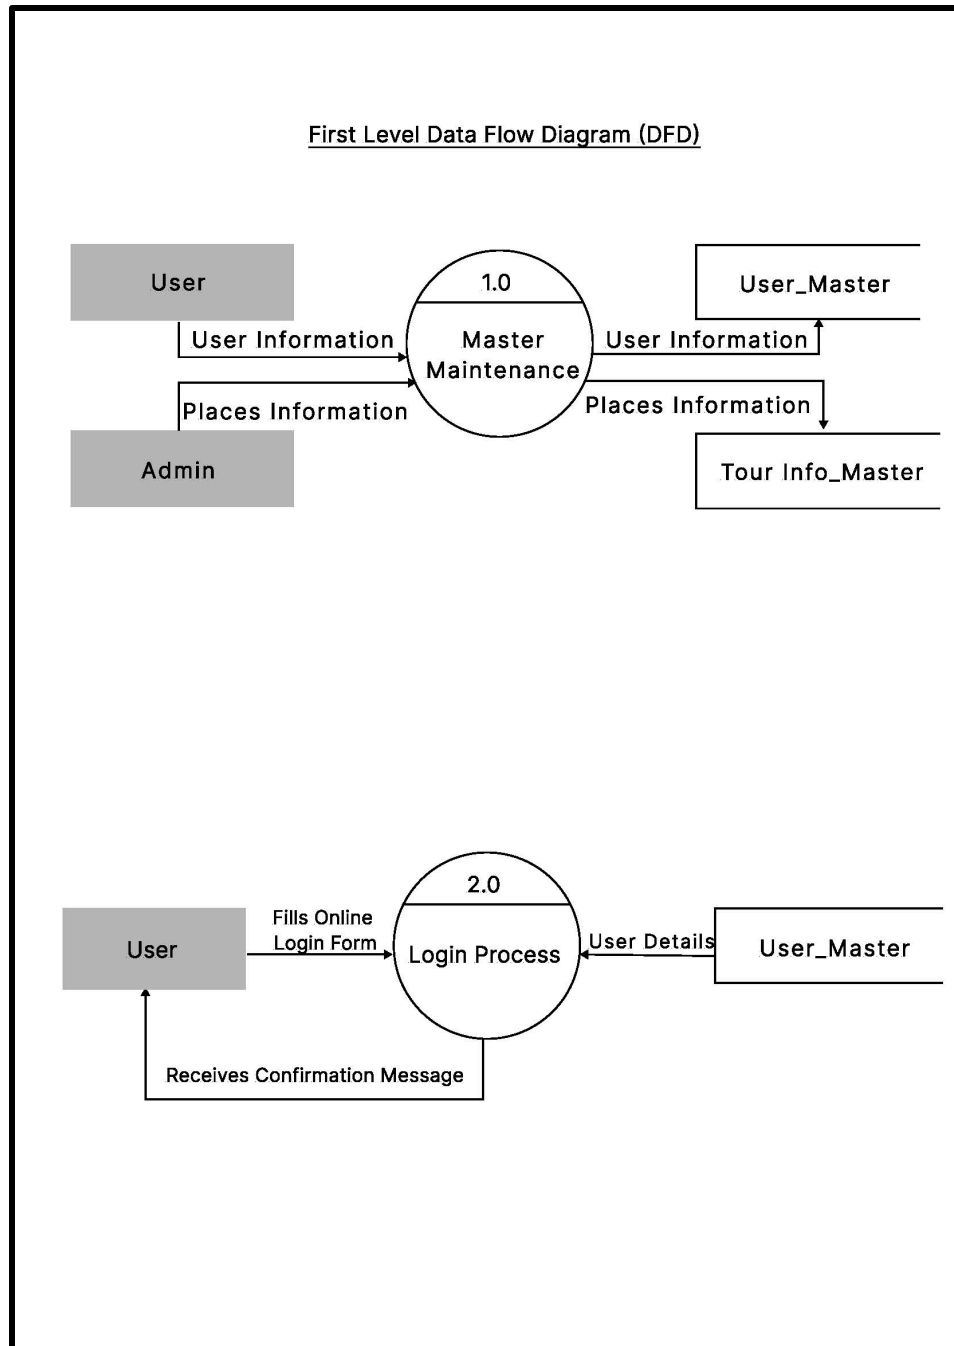 First Level Data Flow Diagram (DFD)
User
1.0
User_Master
User Information
Master
Maintenance
User Information
Places Information
Places Information
Admin
Tour Info_Master
2.0
User
Fills Online
Login Form
Login Process
User Details
User_Master
Receives Confirmation Message